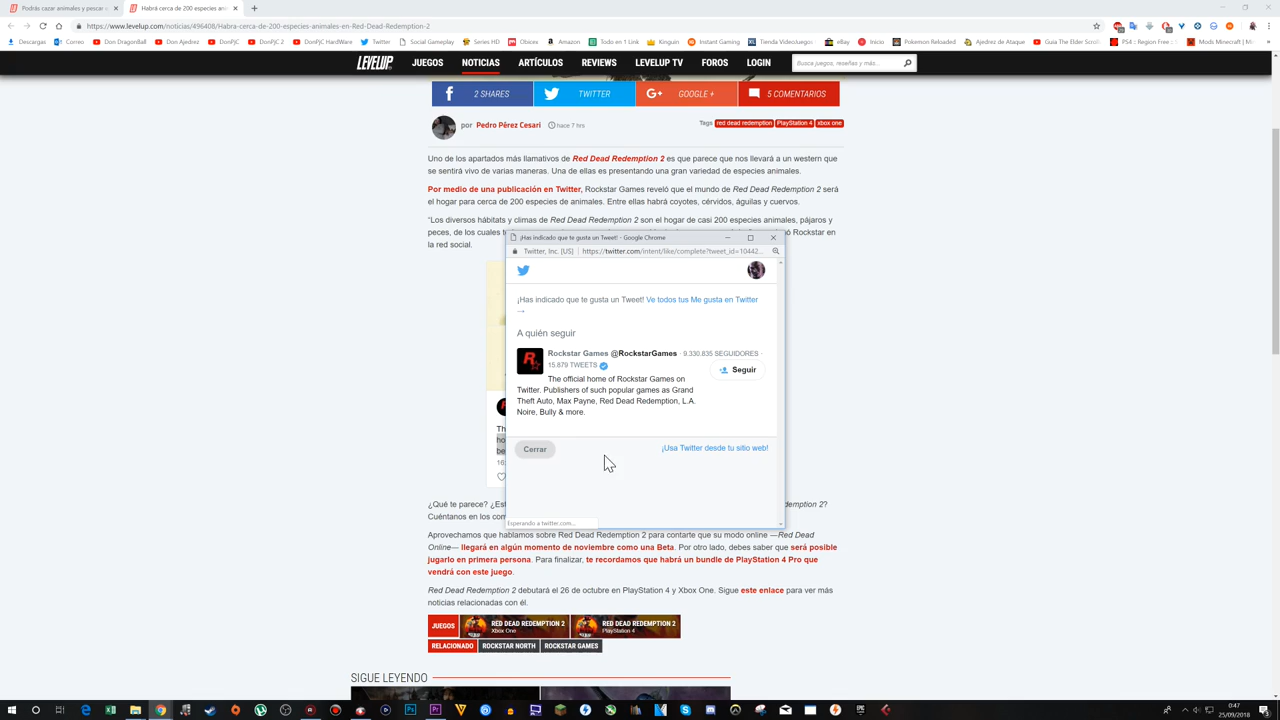 Podrás cazar animales y pescar
Habrá cerca de 200 especies anim
https://www.levelup.com/noticias/496408/Habra-cerca-de-200-especies-animales-en-Red-Dead-Redemption-2
Descargas
Correo
Don Dragonball
Don Ajedrez
DonPjC 2
DonPjC HardWare
Twitter
Social Gameplay
Series HD
Amazon
Todo en 1 Link
Kinguin
Instant Gaming
Tienda VideoJuegos
eBay
Inicio
Pokemon Reloaded
Ajedrez de Ataque
Guia The Elder Scroll
PS4 :: Region Free ::
Mods Minecraft | Mc
LEVELUP
JUEGOS
NOTICIAS
ARTÍCULOS
REVIEWS
LEVELUP TV
FOROS
LOGIN
Busca juegos, reseñas y más...
2 SHARES
TWITTER
GOOGLE +
5 COMENTARIOS
por Pedro Pérez Cesari hace 7 hrs
Tags red dead redemption PlayStation 4 xbox one
Uno de los apartados más llamativos de Red Dead Redemption 2 es que parece que nos llevará a un western que
se sentirá vivo de varias maneras. Una de ellas es presentando una gran variedad de especies animales.
Por medio de una publicación en Twitter, Rockstar Games reveló que el mundo de Red Dead Redemption 2 será
el hogar para cerca de 200 especies de animales. Entre ellas habrá coyotes, cérvidos, águilas y cuervos.
“Los diversos hábitats y climas de Red Dead Redemption 2 son el hogar de casi 200 especies animales, pájaros y
peces, de los cuales t
Rockstar en
la red social.
¡Has indicado que te gusta un Tweet! - Google Chrome
Twitter, Inc. [US] https://twitter.com/intent/like/complete?tweet_id=10442...
¡Has indicado que te gusta un Tweet! Ve todos tus Me gusta en Twitter
→
A quién seguir
Rockstar Games @RockstarGames · 9.330.835 SEGUIDORES ·
15.879 TWEETS
Seguir
The official home of Rockstar Games on
Twitter. Publishers of such popular games as Grand
Theft Auto, Max Payne, Red Dead Redemption, L.A.
Noire, Bully & more.
Cerrar
¡Usa Twitter desde tu sitio web!
Esperando a twitter.com...
Th
ho
be
16:
¿Qué te parece? ¿Est
demption 2?
Cuéntanos en los com
Aprovechamos que hablamos sobre Red Dead Redemption 2 para contarte que su modo online —Red Dead
Online— llegará en algún momento de noviembre como una Beta. Por otro lado, debes saber que será posible
jugarlo en primera persona. Para finalizar, te recordamos que habrá un bundle de PlayStation 4 Pro que
vendrá con este juego.
Red Dead Redemption 2 debutará el 26 de octubre en PlayStation 4 y Xbox One. Sigue este enlace para ver más
noticias relacionadas con él.
JUEGOS
RED DEAD REDEMPTION 2
Xbox One
RED DEAD REDEMPTION 2
PlayStation 4
RELACIONADO
ROCKSTAR NORTH
ROCKSTAR GAMES
SIGUE LEYENDO
0:47
25/09/2018